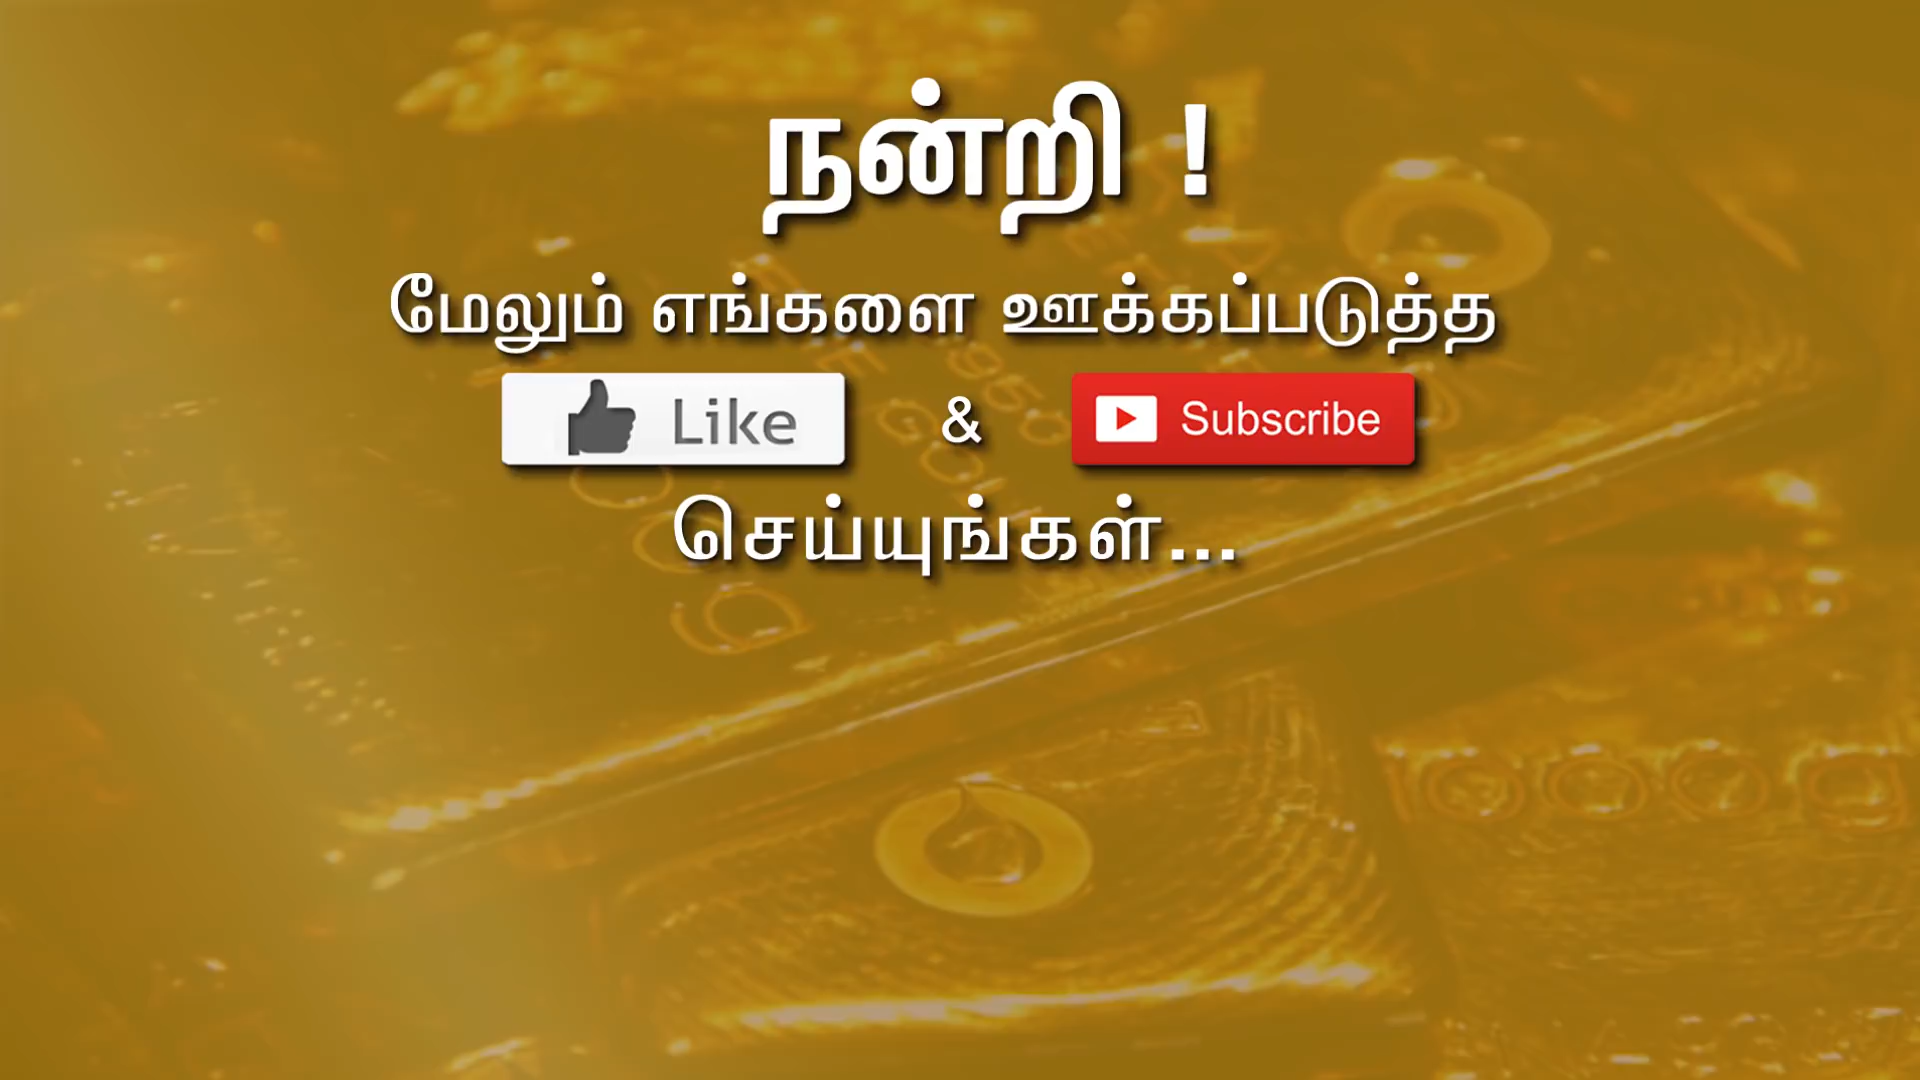 நன்றி !
மேலும் எங்களை ஊக்கப்படுத்த
Like & Subscribe
செய்யுங்கள்...